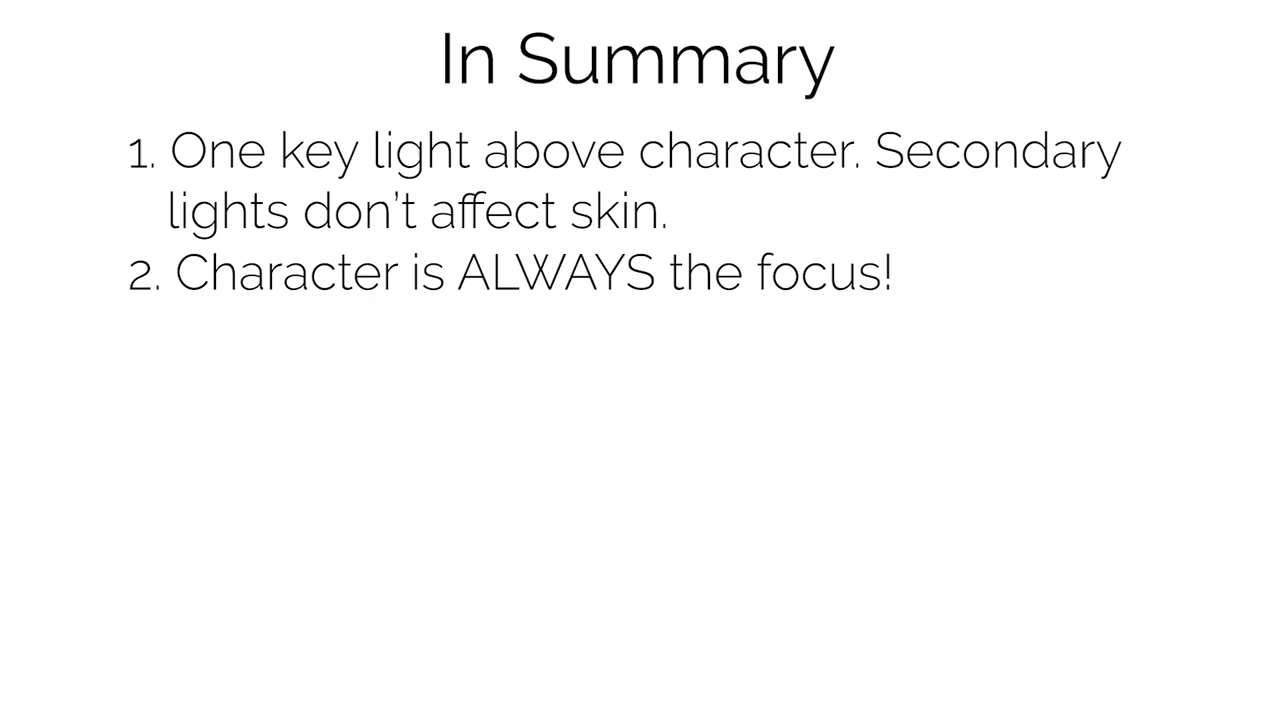 In Summary
1. One key light above character. Secondary
lights don’t affect skin.
2. Character is ALWAYS the focus!